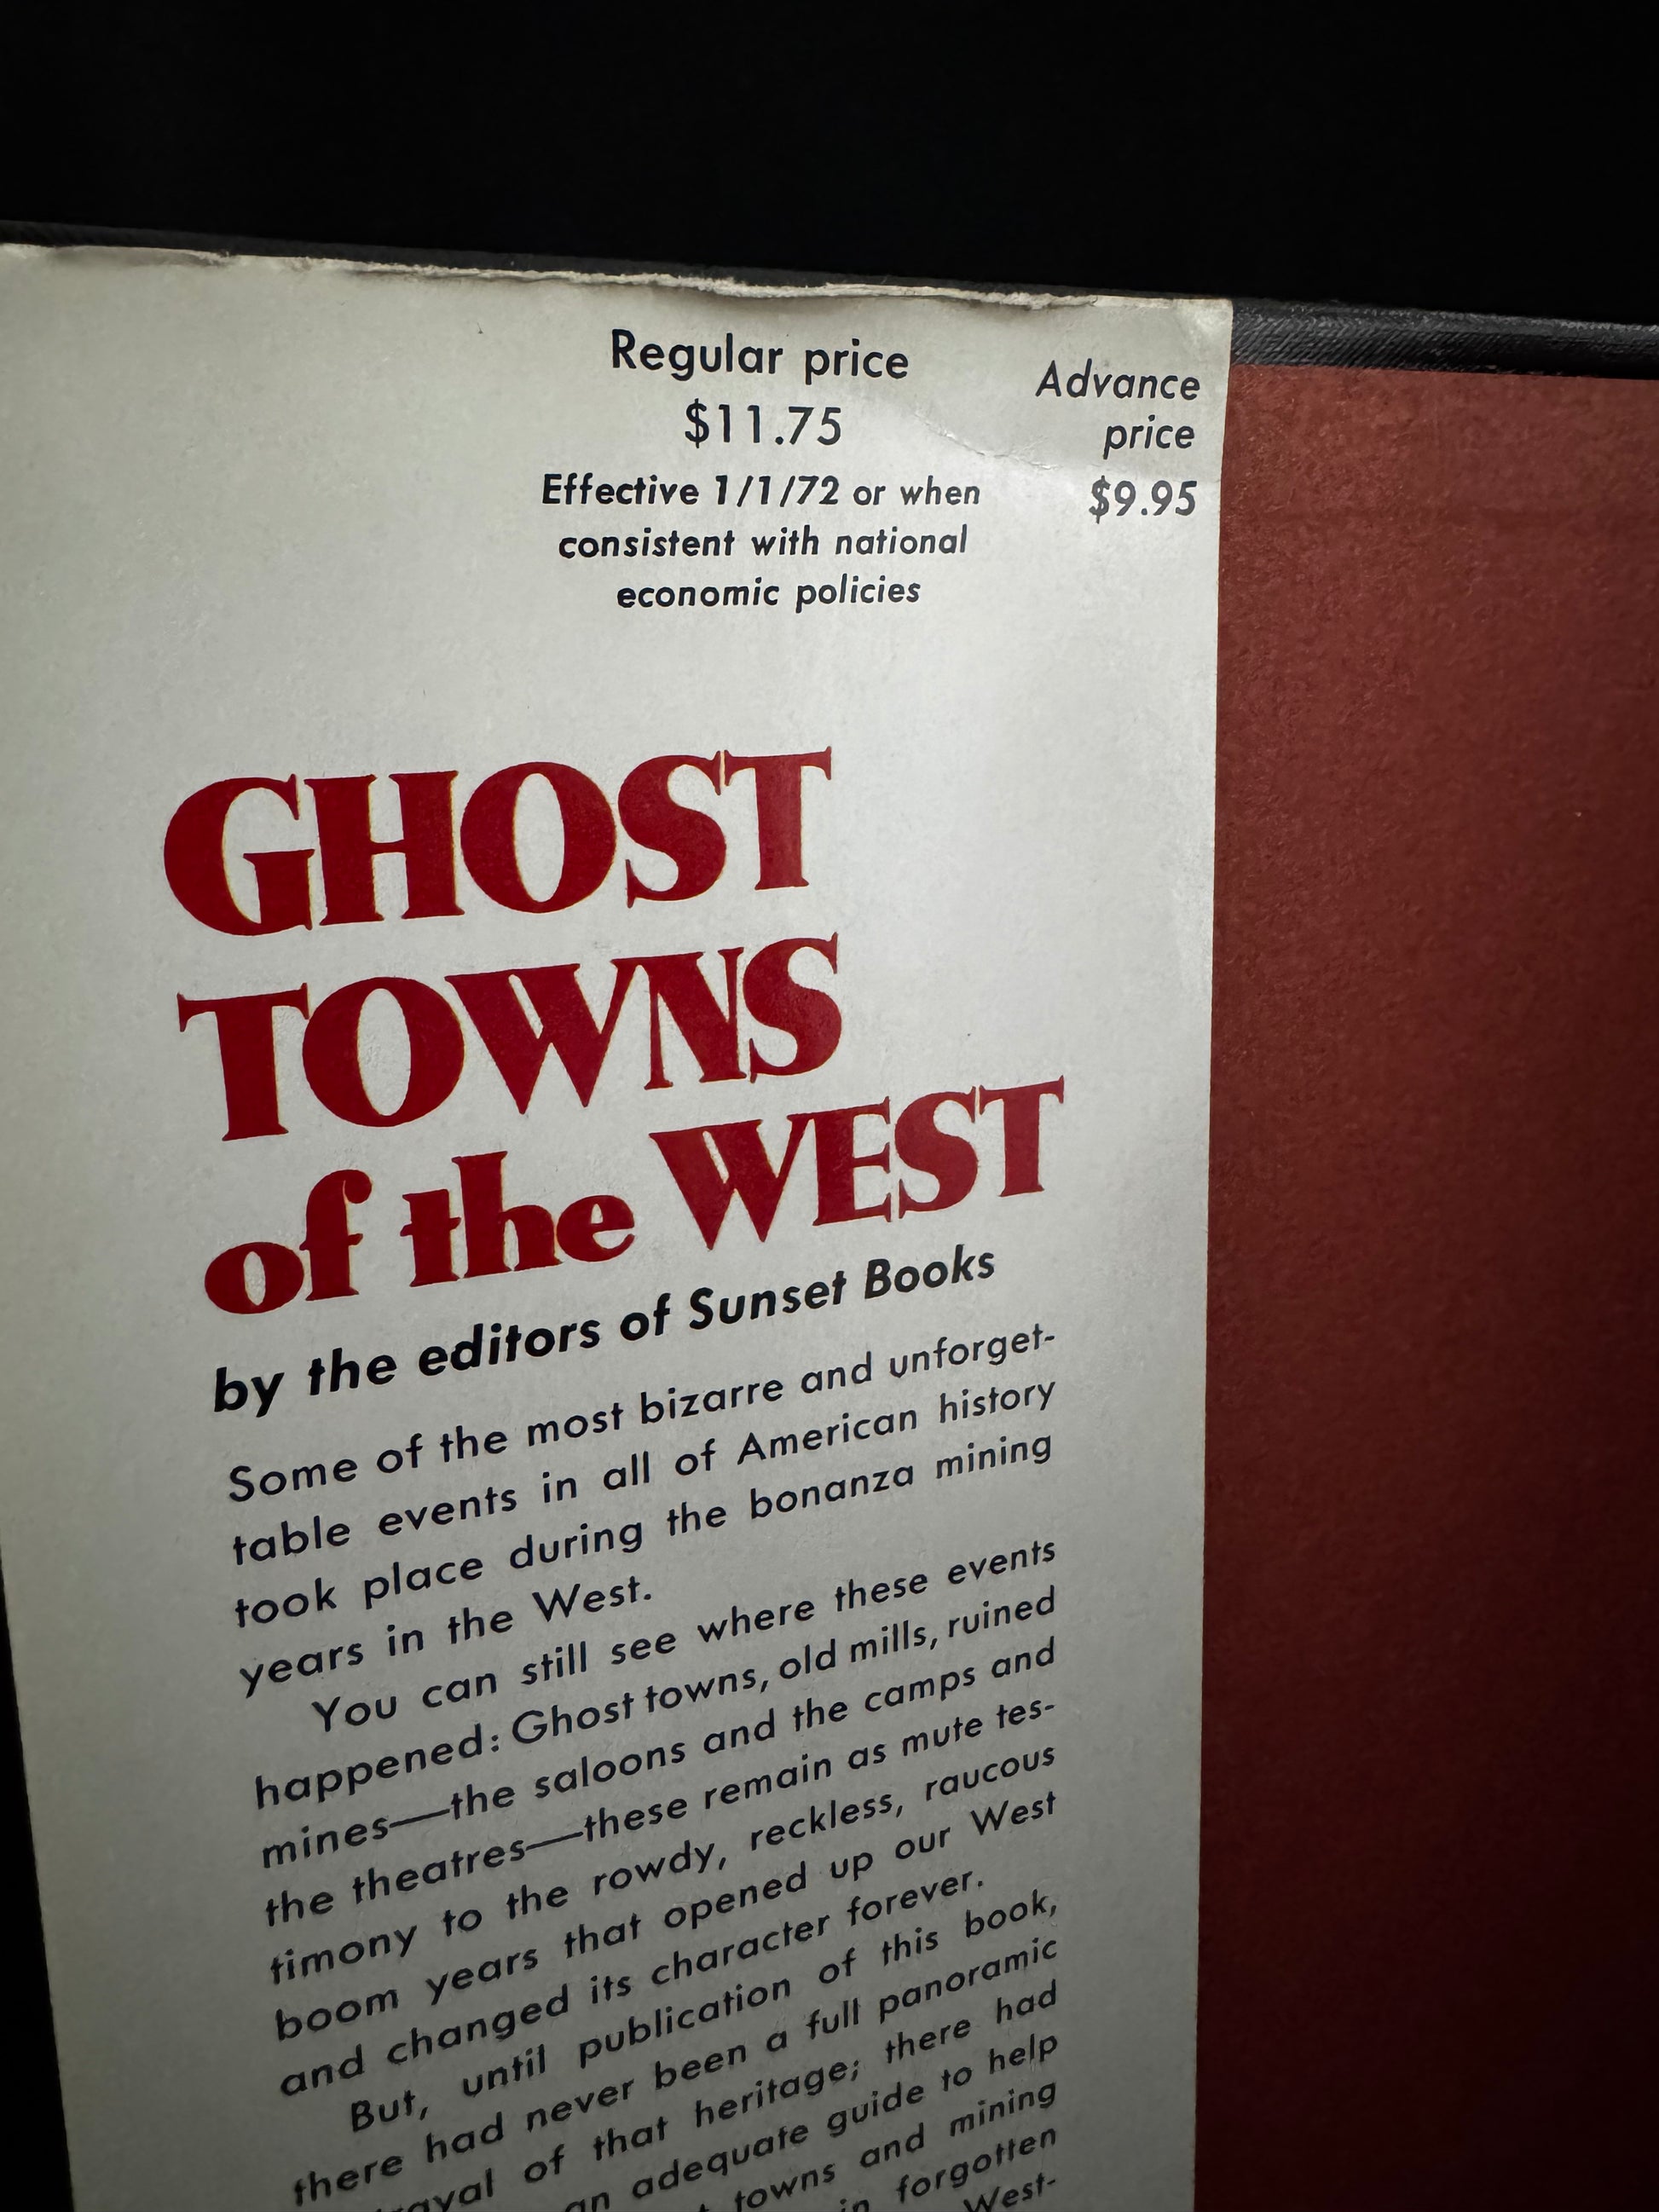 Regular price
$11.75
Effective 1/1/72 or when
consistent with national
economic policies
Advance
price
$9.95
GHOST
TOWNS
of the WEST
by the editors of Sunset Books
Some of the most bizarre and unforget-
table events in all of American history
took place during the bonanza mining
years in the West.
You can still see where these events
happened: Ghost towns, old mills, ruined
mines—the saloons and the camps and
the theatres—these remain as mute tes-
timony to the rowdy, reckless, raucous
boom years that opened up our West
and changed its character forever.
But, until publication of this book,
there had never been a full panoramic
of that heritage; there had
an adequate guide to help
towns and mining
in forgotten
West-